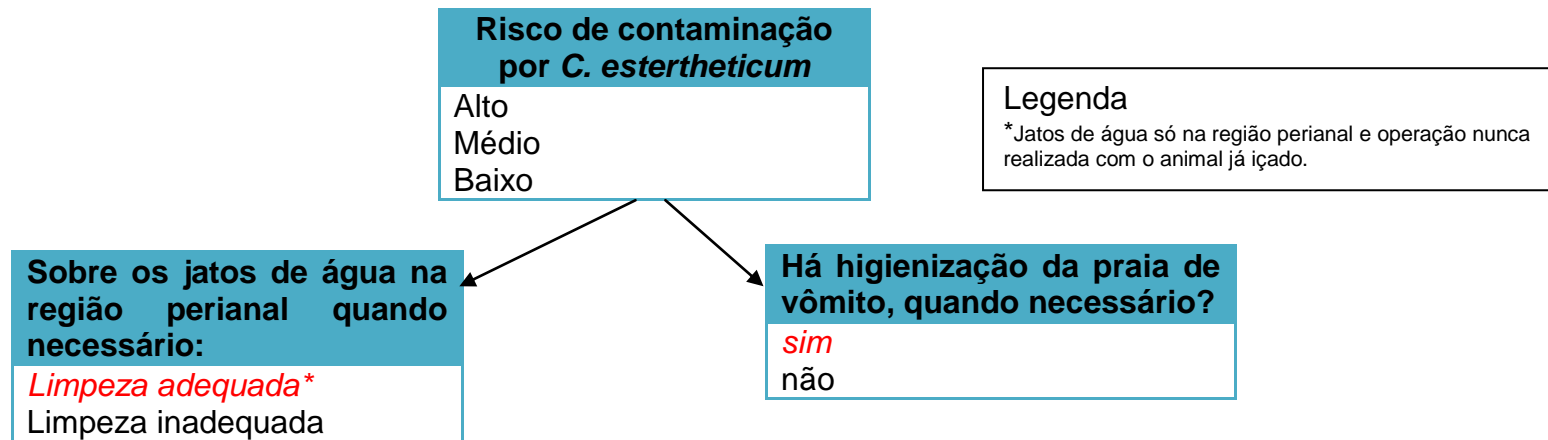 Risco de contaminação
por C. estertheticum
Alto
Médio
Baixo
Legenda
*Jatos de água só na região perianal e operação nunca
realizada com o animal já içado.
Sobre os jatos de água na
região perianal quando
necessário:
Limpeza adequada*
Limpeza inadequada
Há higienização da praia de
vômito, quando necessário?
sim
não